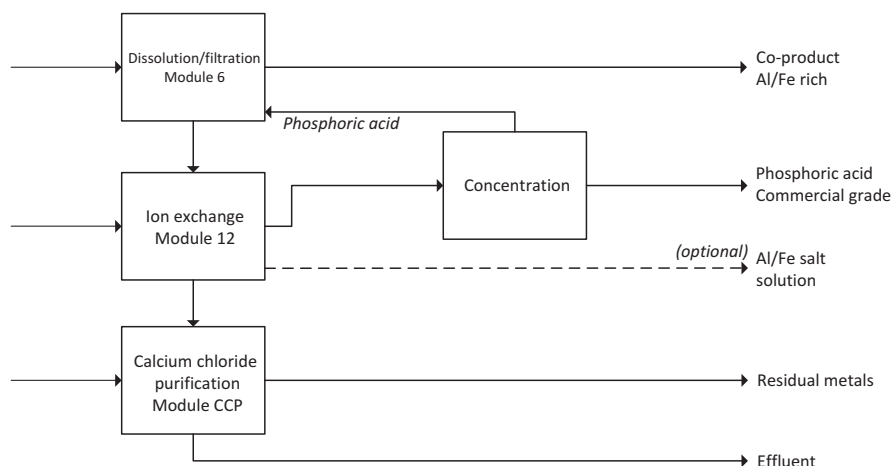 Dissolution/filtration
Module 6
Co-product
Al/Fe rich
Phosphoric acid
Concentration
Phosphoric acid
Commercial grade
Ion exchange
Module 12
(optional)
Al/Fe salt
solution
Calcium chloride
purification
Module CCP
Residual metals
Effluent